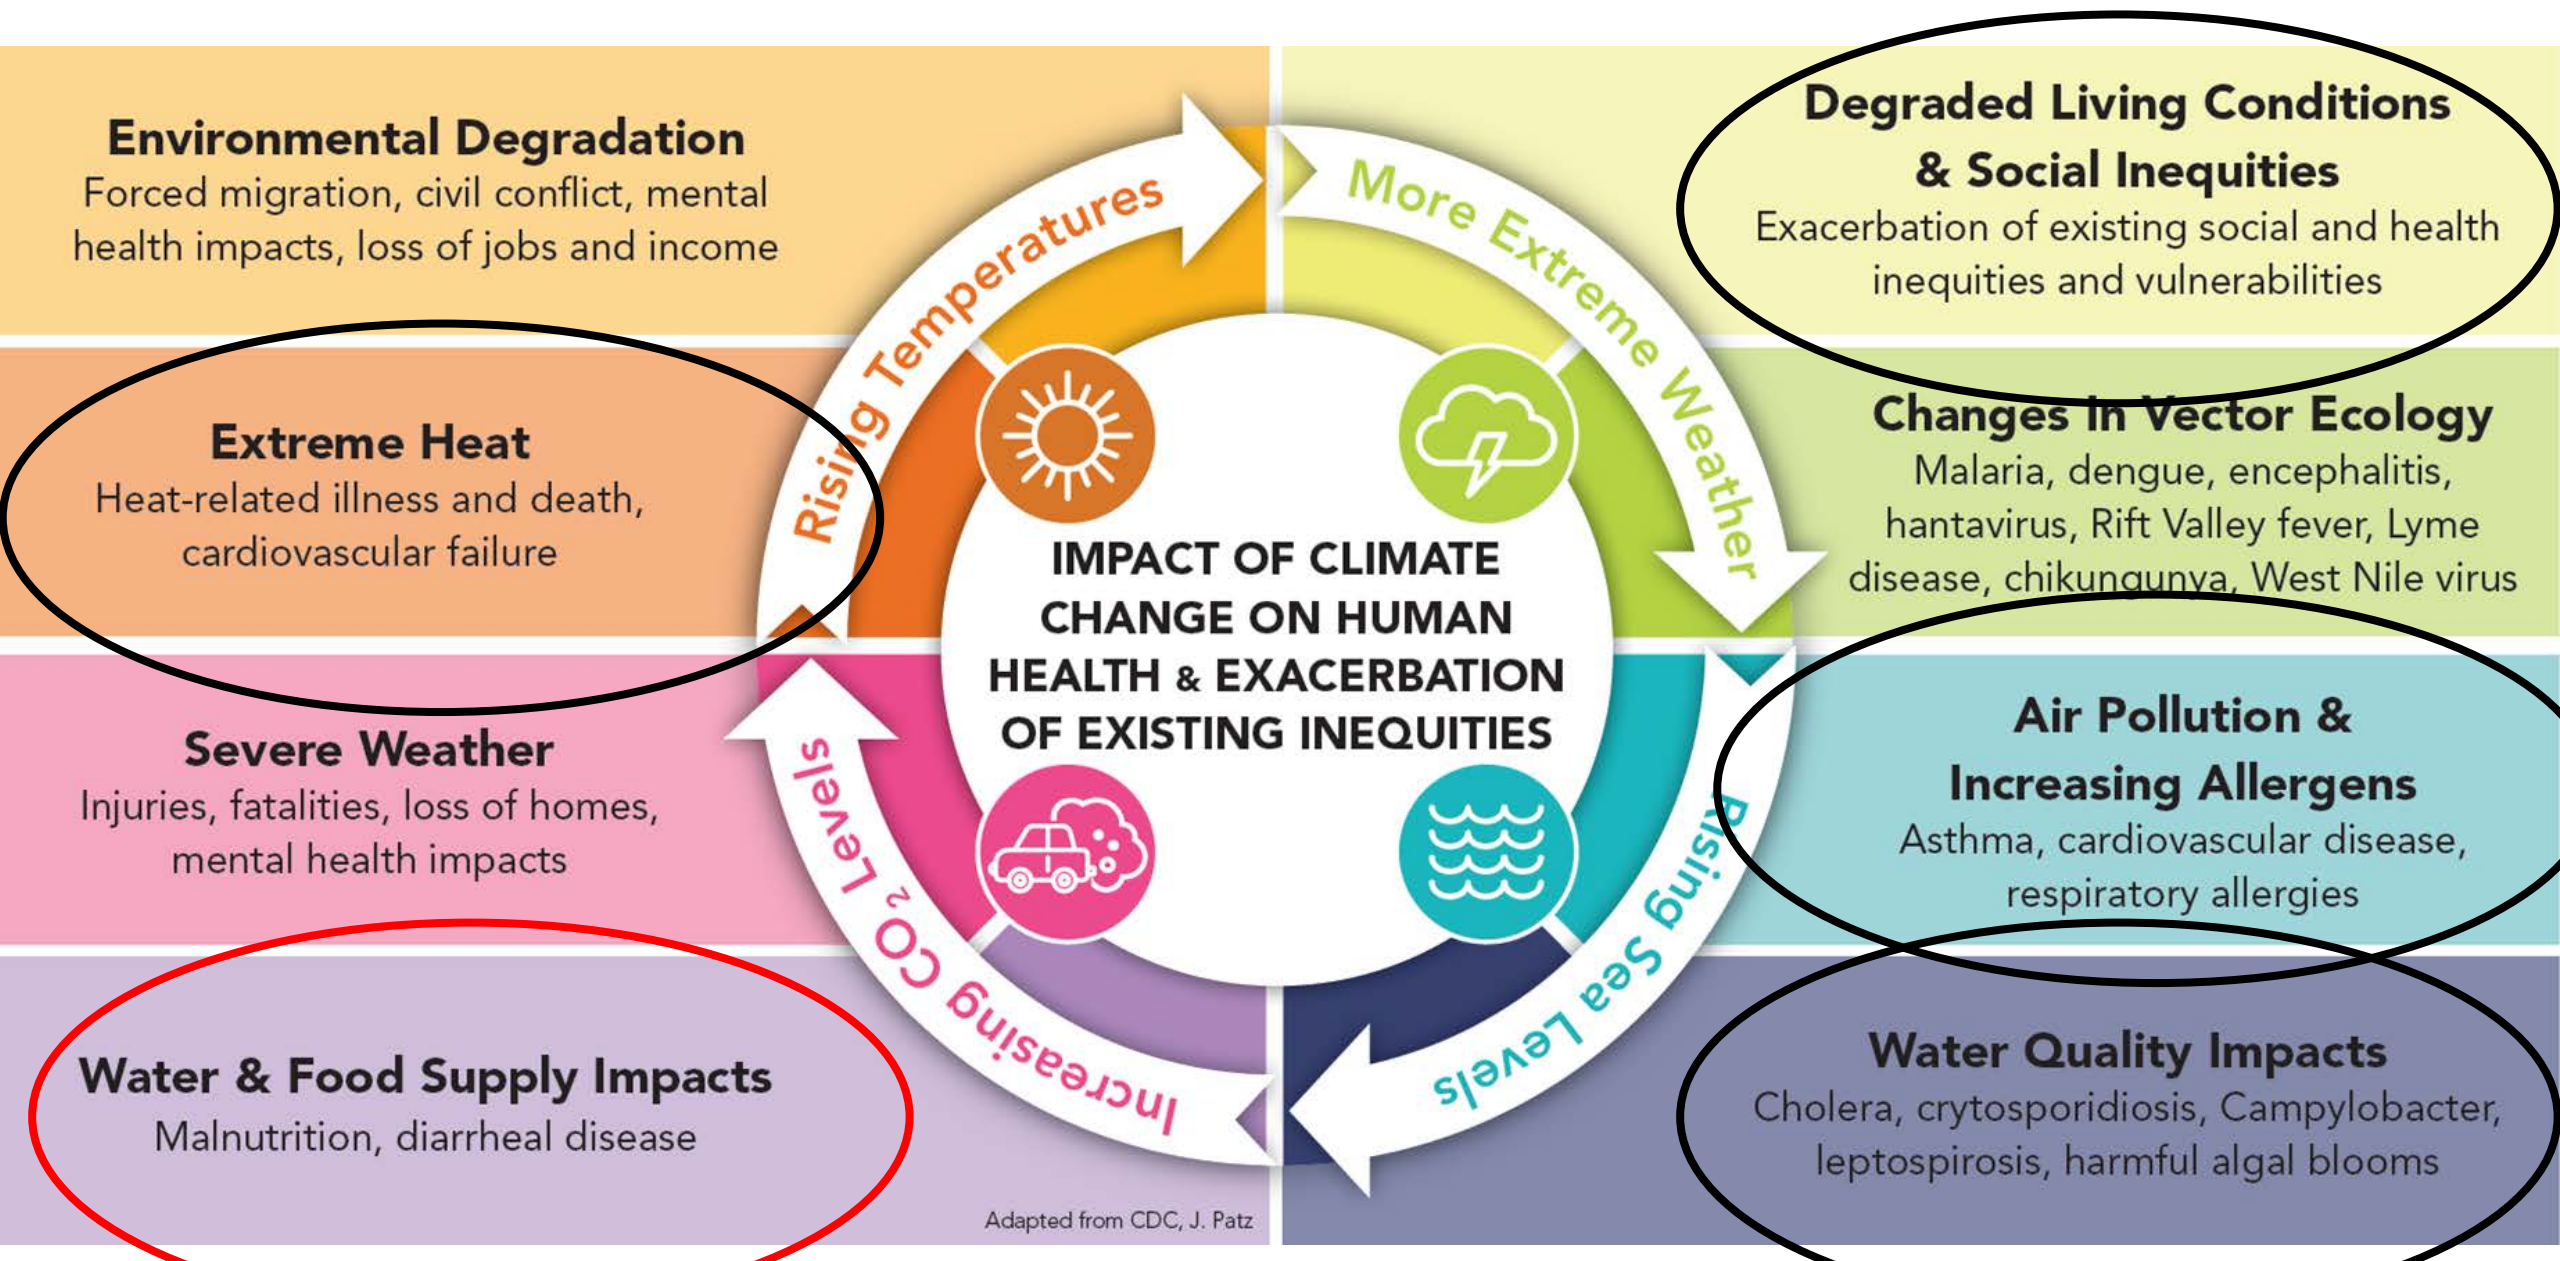 Environmental Degradation
Forced migration, civil conflict, mental
health impacts, loss of jobs and income
Extreme Heat
Heat-related illness and death,
cardiovascular failure
Severe Weather
Injuries, fatalities, loss of homes,
mental health impacts
Water & Food Supply Impacts
Malnutrition, diarrheal disease
Rising Temperatures
More Extreme Weather
Rising Sea Levels
Increasing CO₂ Levels
IMPACT OF CLIMATE
CHANGE ON HUMAN
HEALTH & EXACERBATION
OF EXISTING INEQUITIES
Adapted from CDC, J. Patz
Degraded Living Conditions
& Social Inequities
Exacerbation of existing social and health
inequities and vulnerabilities
Changes In Vector Ecology
Malaria, dengue, encephalitis,
hantavirus, Rift Valley fever, Lyme
disease, chikungunya, West Nile virus
Air Pollution &
Increasing Allergens
Asthma, cardiovascular disease,
respiratory allergies
Water Quality Impacts
Cholera, crytosporidiosis, Campylobacter,
leptospirosis, harmful algal blooms